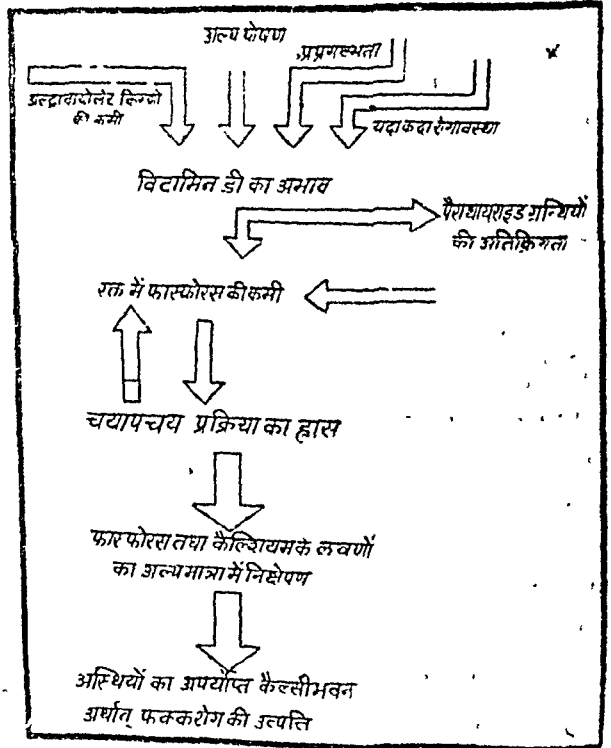 अल्प पोषण
प्रप्रगल्भता
अल्ट्रावायोलेट किरणों
की कमी
यदाकदा रुग्णावस्था
विटामिन डी का अभाव
पैराथायराइड ग्रन्थियों
की अतिक्रियता
रक्त में फास्फोरस की कमी
चयापचय प्रक्रिया का ह्रास
फास्फोरस तथा कैल्शियम के लवणों
का अल्पमात्रा में निक्षेपण
अस्थियों का अपर्याप्त कैल्सीभवन
अर्थात् फक्करोग की उत्पत्ति